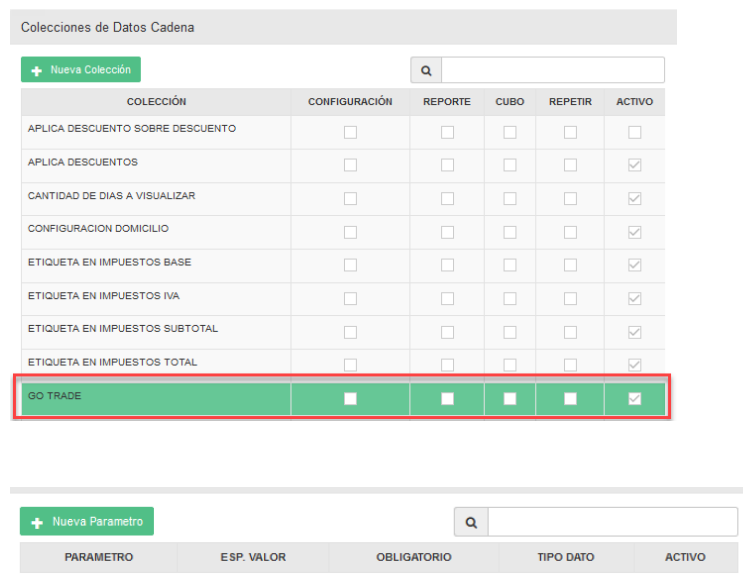 Colecciones de Datos Cadena
Nueva Colección
COLECCIÓN CONFIGURACIÓN REPORTE CUBO REPETIR ACTIVO
APLICA DESCUENTO SOBRE DESCUENTO
APLICA DESCUENTOS
CANTIDAD DE DIAS A VISUALIZAR
CONFIGURACION DOMICILIO
ETIQUETA EN IMPUESTOS BASE
ETIQUETA EN IMPUESTOS IVA
ETIQUETA EN IMPUESTOS SUBTOTAL
ETIQUETA EN IMPUESTOS TOTAL
GO TRADE
Nueva Parametro
PARAMETRO ESP. VALOR OBLIGATORIO TIPO DATO ACTIVO